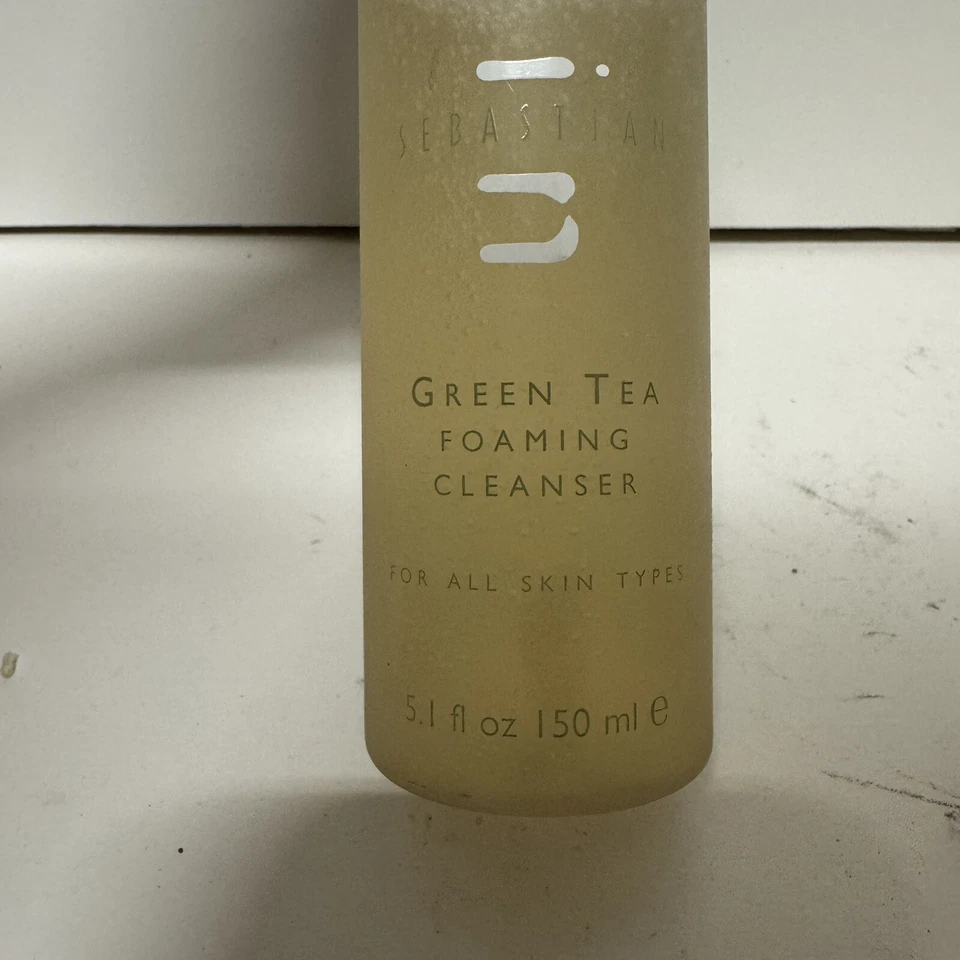 SEBASTIAN
GREEN TEA
FOAMING
CLEANSER
FOR ALL SKIN TYPES
5.1 fl oz 150 ml ℮